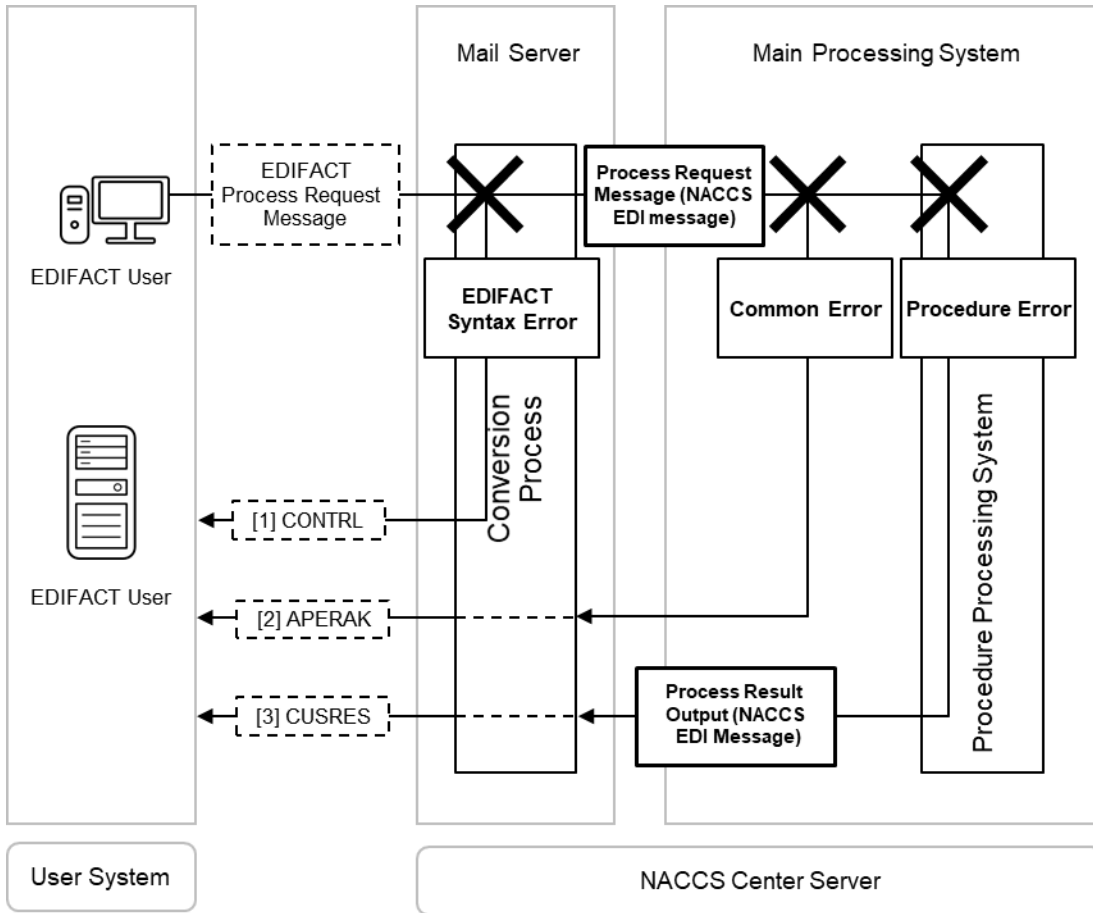 Mail Server
Main Processing System
EDIFACT
Process Request
Message
Process Request
Message (NACCS
EDI message)
EDIFACT User
EDIFACT
Syntax Error
Common Error
Procedure Error
Conversion
Process
Procedure Processing System
[1] CONTRL
EDIFACT User
[2] APERAK
[3] CUSRES
Process Result
Output (NACCS
EDI Message)
User System
NACCS Center Server